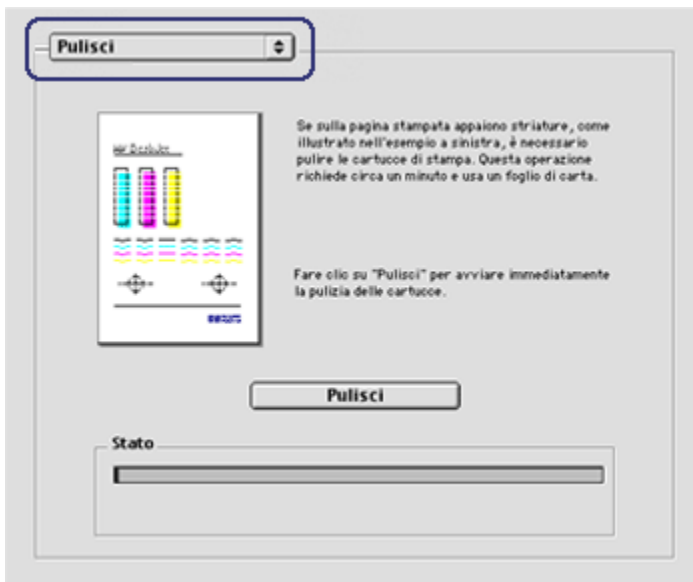 Pulisci
Se sulla pagina stampata appaiono striature, come
illustrato nell'esempio a sinistra, è necessario
pulire le cartucce di stampa. Questa operazione
richiede circa un minuto e usa un foglio di carta.
Fare clic su "Pulisci" per avviare immediatamente
la pulizia delle cartucce.
Pulisci
Stato